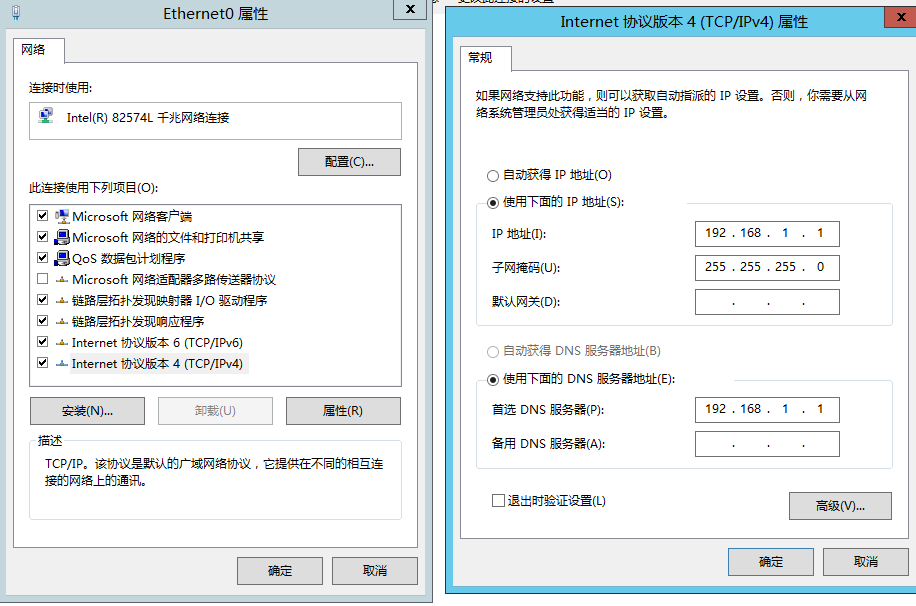 Ethernet0 属性
网络
连接时使用:
Intel(R) 82574L 千兆网络连接
配置(C)...
此连接使用下列项目(O):
Microsoft 网络客户端
Microsoft 网络的文件和打印机共享
QoS 数据包计划程序
Microsoft 网络适配器多路传送器协议
链路层拓扑发现映射器 I/O 驱动程序
链路层拓扑发现响应程序
Internet 协议版本 6 (TCP/IPv6)
Internet 协议版本 4 (TCP/IPv4)
安装(N)...
卸载(U)
属性(R)
描述
TCP/IP。该协议是默认的广域网络协议，它提供在不同的相互连
接的网络上的通讯。
确定
取消
Internet 协议版本 4 (TCP/IPv4) 属性
常规
如果网络支持此功能，则可以获取自动指派的 IP 设置。否则，你需要从网
络系统管理员处获得适当的 IP 设置。
自动获得 IP 地址(O)
使用下面的 IP 地址(S):
IP 地址(I):
192 . 168 . 1 . 1
子网掩码(U):
255 . 255 . 255 . 0
默认网关(D):
. . .
自动获得 DNS 服务器地址(B)
使用下面的 DNS 服务器地址(E):
首选 DNS 服务器(P):
192 . 168 . 1 . 1
备用 DNS 服务器(A):
. . .
退出时验证设置(L)
高级(V)...
确定
取消